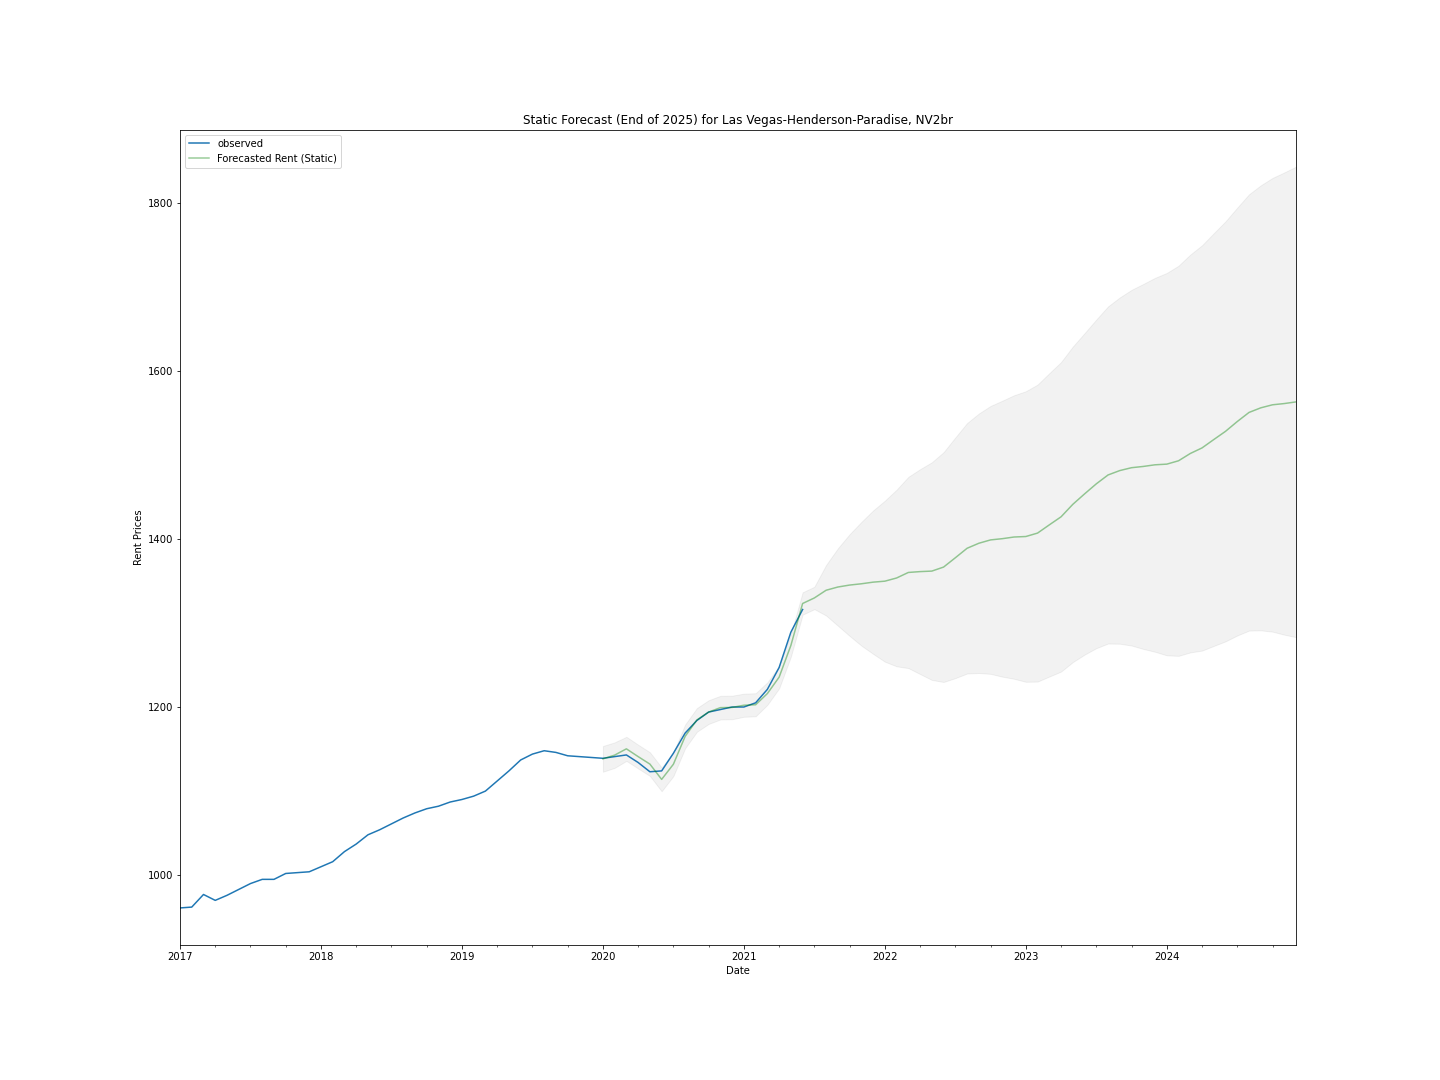 Static Forecast (End of 2025) for Las Vegas-Henderson-Paradise, NV2br
observed
Forecasted Rent (Static)
1800
1600
1400
1200
1000
Rent Prices
2017 2018 2019 2020 2021 2022 2023 2024
Date